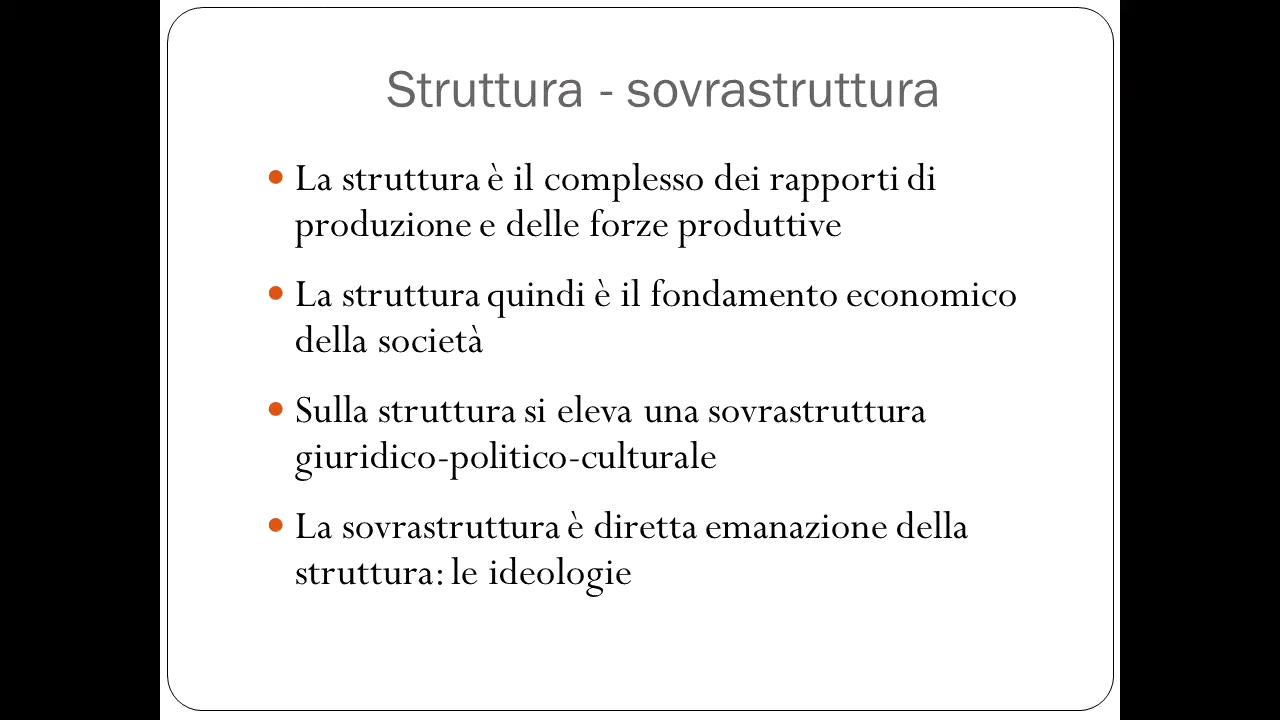 Struttura - sovrastruttura
La struttura è il complesso dei rapporti di
produzione e delle forze produttive
La struttura quindi è il fondamento economico
della società
Sulla struttura si eleva una sovrastruttura
giuridico-politico-culturale
La sovrastruttura è diretta emanazione della
struttura: le ideologie